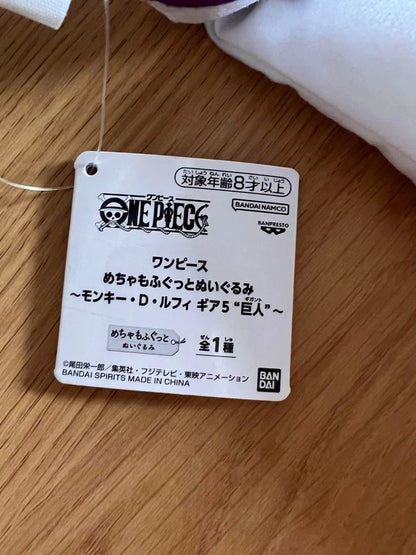 たいしょうねんれい さいいじょう
対象年齢8才以上
ワンピース
ONE PIECE
BANDAI NAMCO
BANPRESTO
ワンピース
めちゃもふぐっとぬいぐるみ
ギガント
～モンキー・D・ルフィ ギア5“巨人”～
めちゃもふぐっと
ぬいぐるみ
ぜん しゅ
全1種
©尾田栄一郎／集英社・フジテレビ・東映アニメーション
BANDAI SPIRITS MADE IN CHINA
BAN
DAI